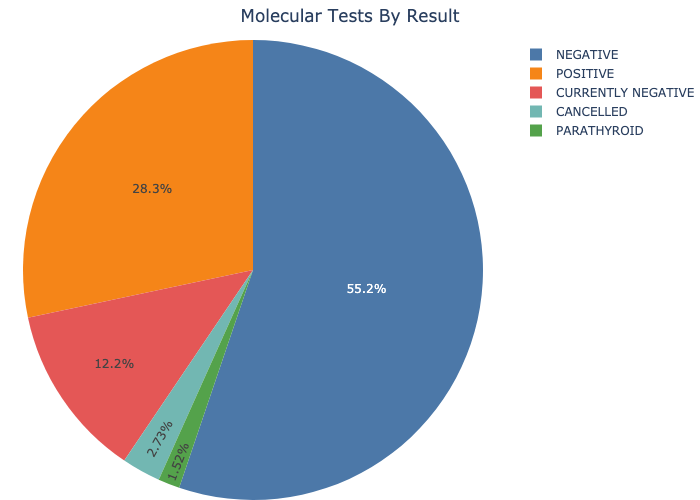 Molecular Tests By Result
NEGATIVE
POSITIVE
CURRENTLY NEGATIVE
CANCELLED
PARATHYROID
28.3%
55.2%
12.2%
2.73%
1.52%